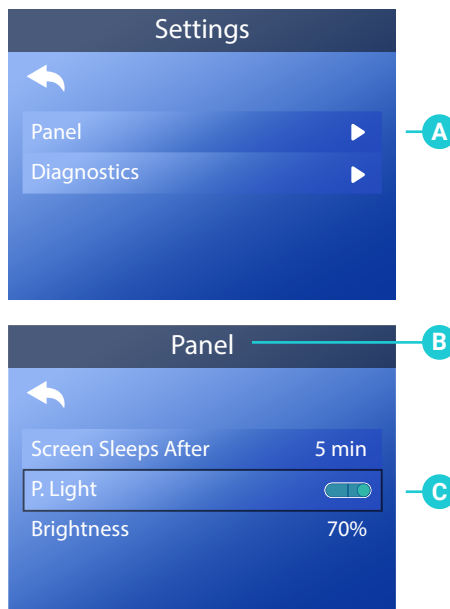 Settings
Panel
A
Diagnostics
Panel
B
Screen Sleeps After 5 min
P. Light
C
Brightness 70%